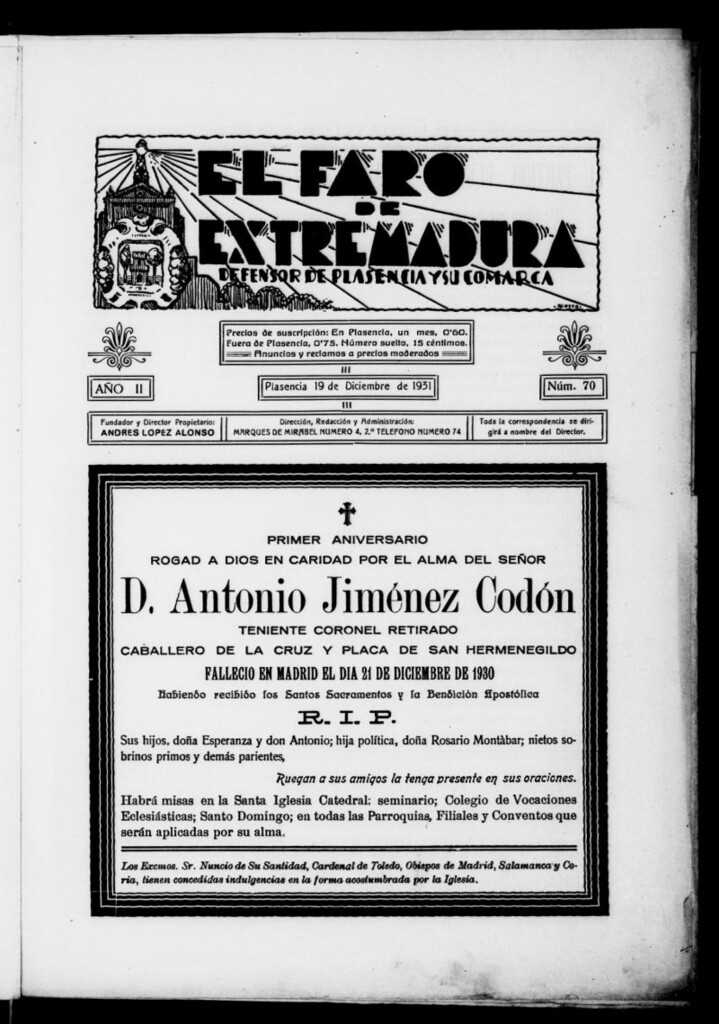 EL FARO
DE
EXTREMADURA
DEFENSOR DE PLASENCIA Y SU COMARCA
Precios de suscripción: En Plasencia, un mes, 0'60.
Fuera de Plasencia, 0'75. Número suelto, 15 céntimos.
Anuncios y reclamos a precios moderados
AÑO II
Plasencia 19 de Diciembre de 1931
Núm. 70
Fundador y Director Propietario:
ANDRES LOPEZ ALONSO
Dirección, Redacción y Administración:
MARQUES DE MIRABEL NUMERO 4, 2.º TELEFONO NUMERO 74
Toda la correspondencia se diri-
girá a nombre del Director.
PRIMER ANIVERSARIO
ROGAD A DIOS EN CARIDAD POR EL ALMA DEL SEÑOR
D. Antonio Jiménez Codón
TENIENTE CORONEL RETIRADO
CABALLERO DE LA CRUZ Y PLACA DE SAN HERMENEGILDO
FALLECIO EN MADRID EL DIA 21 DE DICIEMBRE DE 1930
Habiendo recibido los Santos Sacramentos y la Bendición Apostólica
R. I. P.
Sus hijos, doña Esperanza y don Antonio; hija política, doña Rosario Montàbar; nietos so-
brinos primos y demás parientes,
Ruegan a sus amigos la tenga presente en sus oraciones.
Habrá misas en la Santa Iglesia Catedral; seminario; Colegio de Vocaciones
Eclesiásticas; Santo Domingo; en todas las Parroquias, Filiales y Conventos que
serán aplicadas por su alma.
Los Excmos. Sr. Nuncio de Su Santidad, Cardenal de Toledo, Obispos de Madrid, Salamanca y Co-
ria, tienen concedidas indulgencias en la forma acostumbrada por la Iglesia.